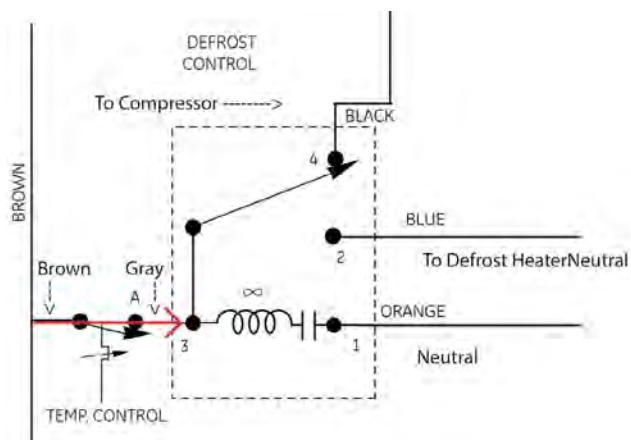 DEFROST
CONTROL
To Compressor ---------->
BLACK
4
BROWN
BLUE
2
To Defrost HeaterNeutral
Brown
Gray
A
∞
ORANGE
3
1
Neutral
TEMP. CONTROL